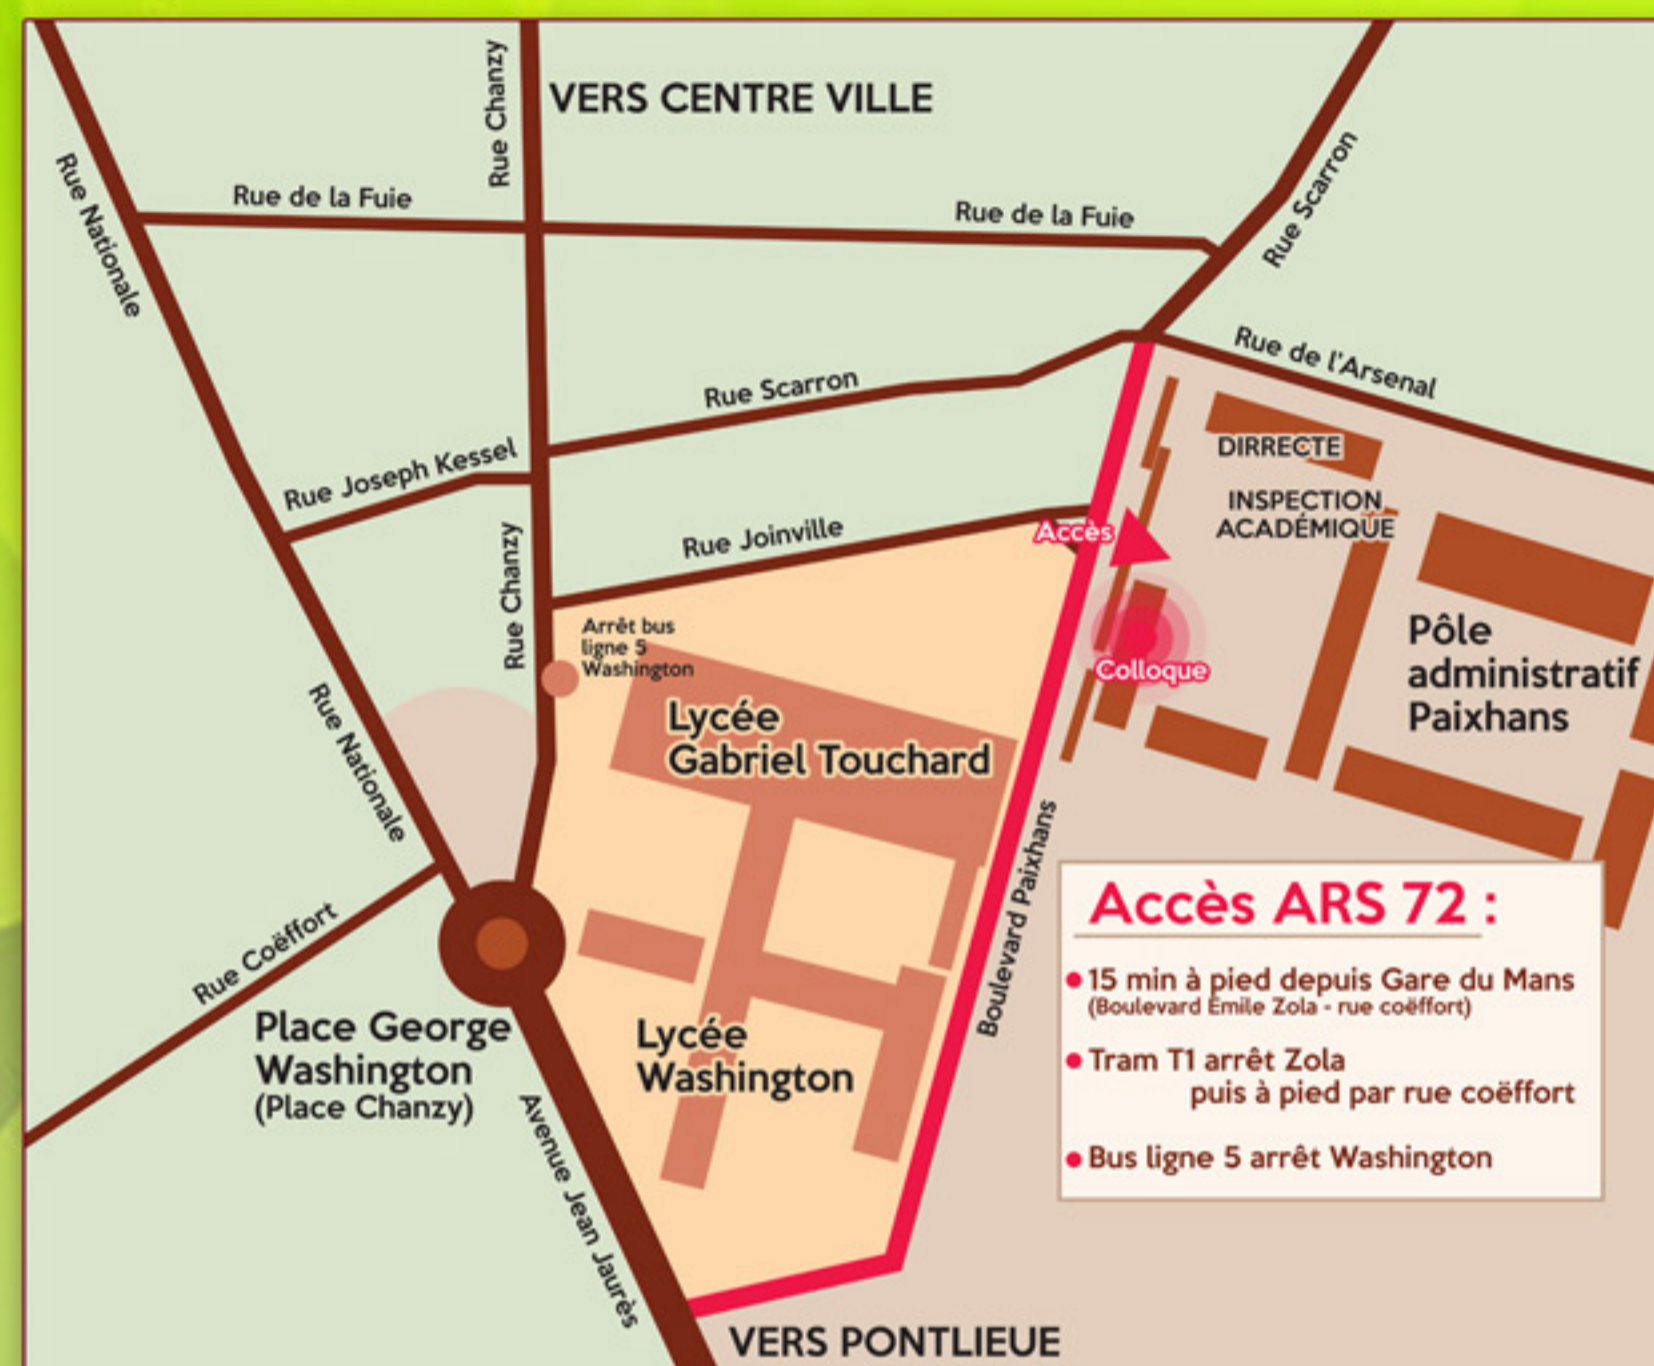 VERS CENTRE VILLE
Rue Chanzy
Rue Nationale
Rue de la Fuie
Rue de la Fuie
Rue Scarron
Rue de l'Arsenal
Rue Scarron
Rue Joseph Kessel
DIRRECTE
INSPECTION
ACADÉMIQUE
Rue Joinville
Accès
Rue Chanzy
Arrêt bus
ligne 5
Washington
Colloque
Pôle
administratif
Paixhans
Lycée
Gabriel Touchard
Rue Nationale
Boulevard Paixhans
Rue Coëffort
Place George
Washington
(Place Chanzy)
Lycée
Washington
Avenue Jean Jaurès
Accès ARS 72 :
15 min à pied depuis Gare du Mans
(Boulevard Émile Zola - rue coëffort)
Tram T1 arrêt Zola
puis à pied par rue coëffort
Bus ligne 5 arrêt Washington
VERS PONTLIEUE